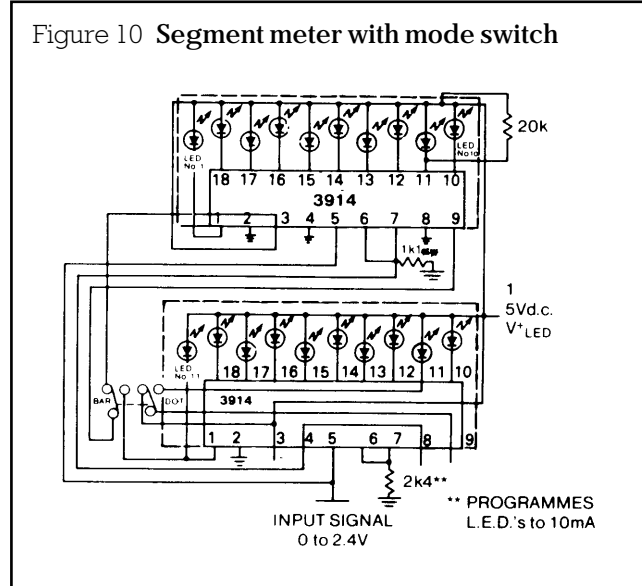 Figure 10 Segment meter with mode switch
20k
LED No. 1
LED No. 10
18 17 16 15 14 13 12 11 10
3914
1 2 3 4 5 6 7 8 9
1k1
1
5Vd.c.
V+LED
LED No. 11
18 17 16 15 14 13 12 11 10
BAR
DOT
3914
1 2 3 4 5 6 7 8 9
2k4**
INPUT SIGNAL
0 to 2.4V
** PROGRAMMES
L.E.D.'s to 10mA